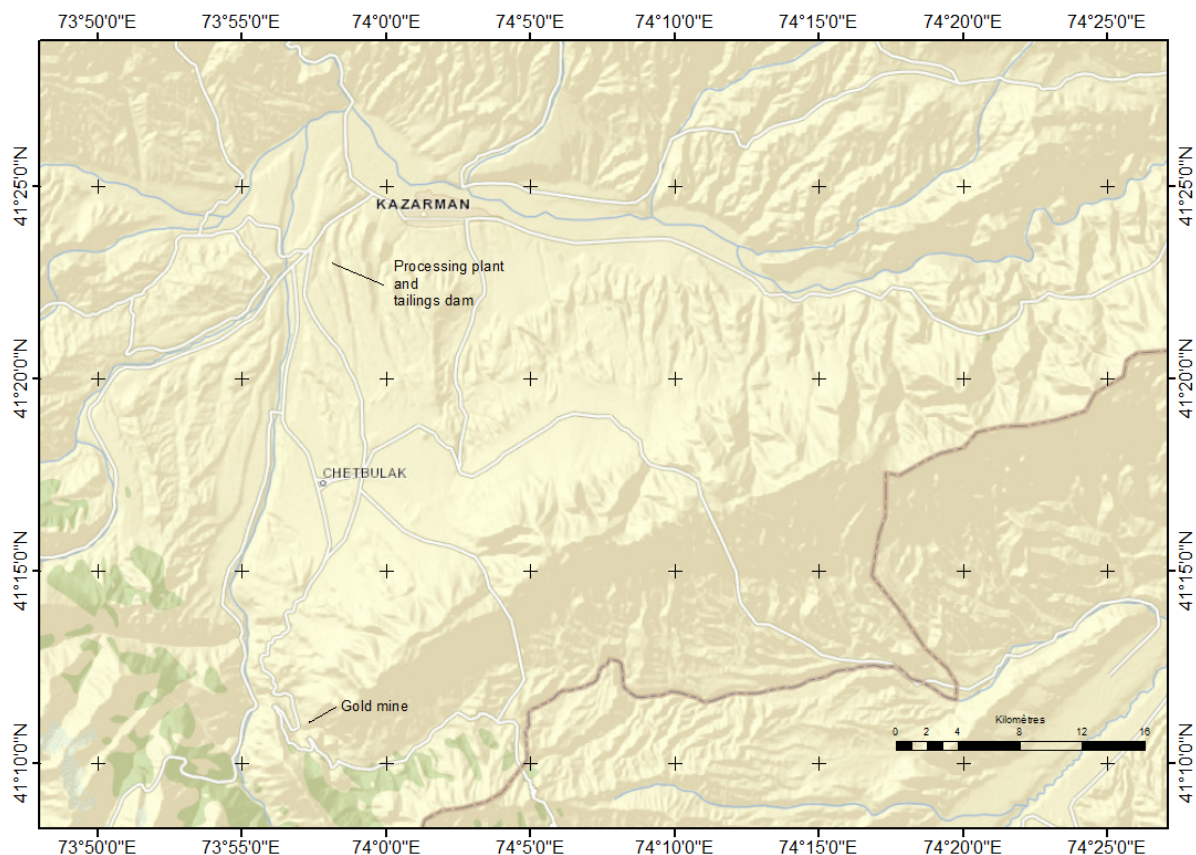 73°50'0"E 73°55'0"E 74°0'0"E 74°5'0"E 74°10'0"E 74°15'0"E 74°20'0"E 74°25'0"E
41°25'0"N 41°25'0"N
KAZARMAN
Processing plant
and
tailings dam
41°20'0"N 41°20'0"N
CHETBULAK
41°15'0"N 41°15'0"N
Gold mine
Kilomètres
0 2 4 8 12 16
41°10'0"N 41°10'0"N
73°50'0"E 73°55'0"E 74°0'0"E 74°5'0"E 74°10'0"E 74°15'0"E 74°20'0"E 74°25'0"E